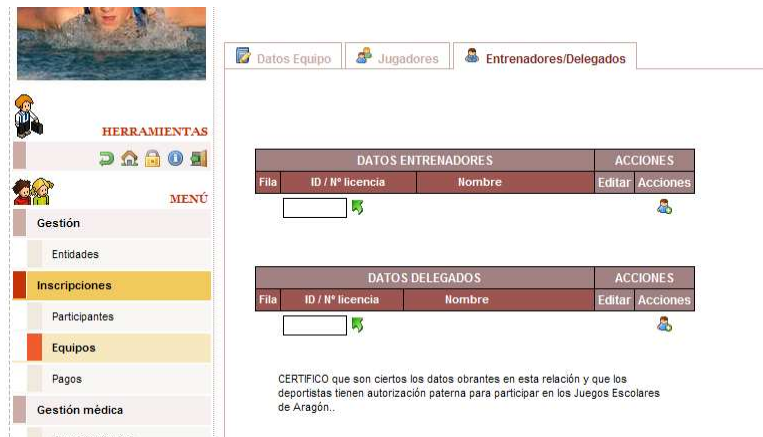 Datos Equipo Jugadores Entrenadores/Delegados
HERRAMIENTAS
MENÚ
Gestión
Entidades
Inscripciones
Participantes
Equipos
Pagos
Gestión médica
DATOS ENTRENADORES ACCIONES
Fila ID / Nº licencia Nombre Editar Acciones
DATOS DELEGADOS ACCIONES
Fila ID / Nº licencia Nombre Editar Acciones
CERTIFICO que son ciertos los datos obrantes en esta relación y que los
deportistas tienen autorización paterna para participar en los Juegos Escolares
de Aragón..